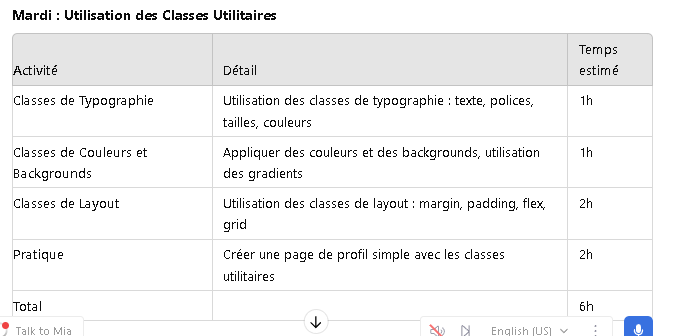 Mardi : Utilisation des Classes Utilitaires
Temps
Activité Détail estimé
Classes de Typographie Utilisation des classes de typographie : texte, polices, 1h
tailles, couleurs
Classes de Couleurs et Appliquer des couleurs et des backgrounds, utilisation 1h
Backgrounds des gradients
Classes de Layout Utilisation des classes de layout : margin, padding, flex, 2h
grid
Pratique Créer une page de profil simple avec les classes 2h
utilitaires
Total 6h
Talk to Mia English (US)